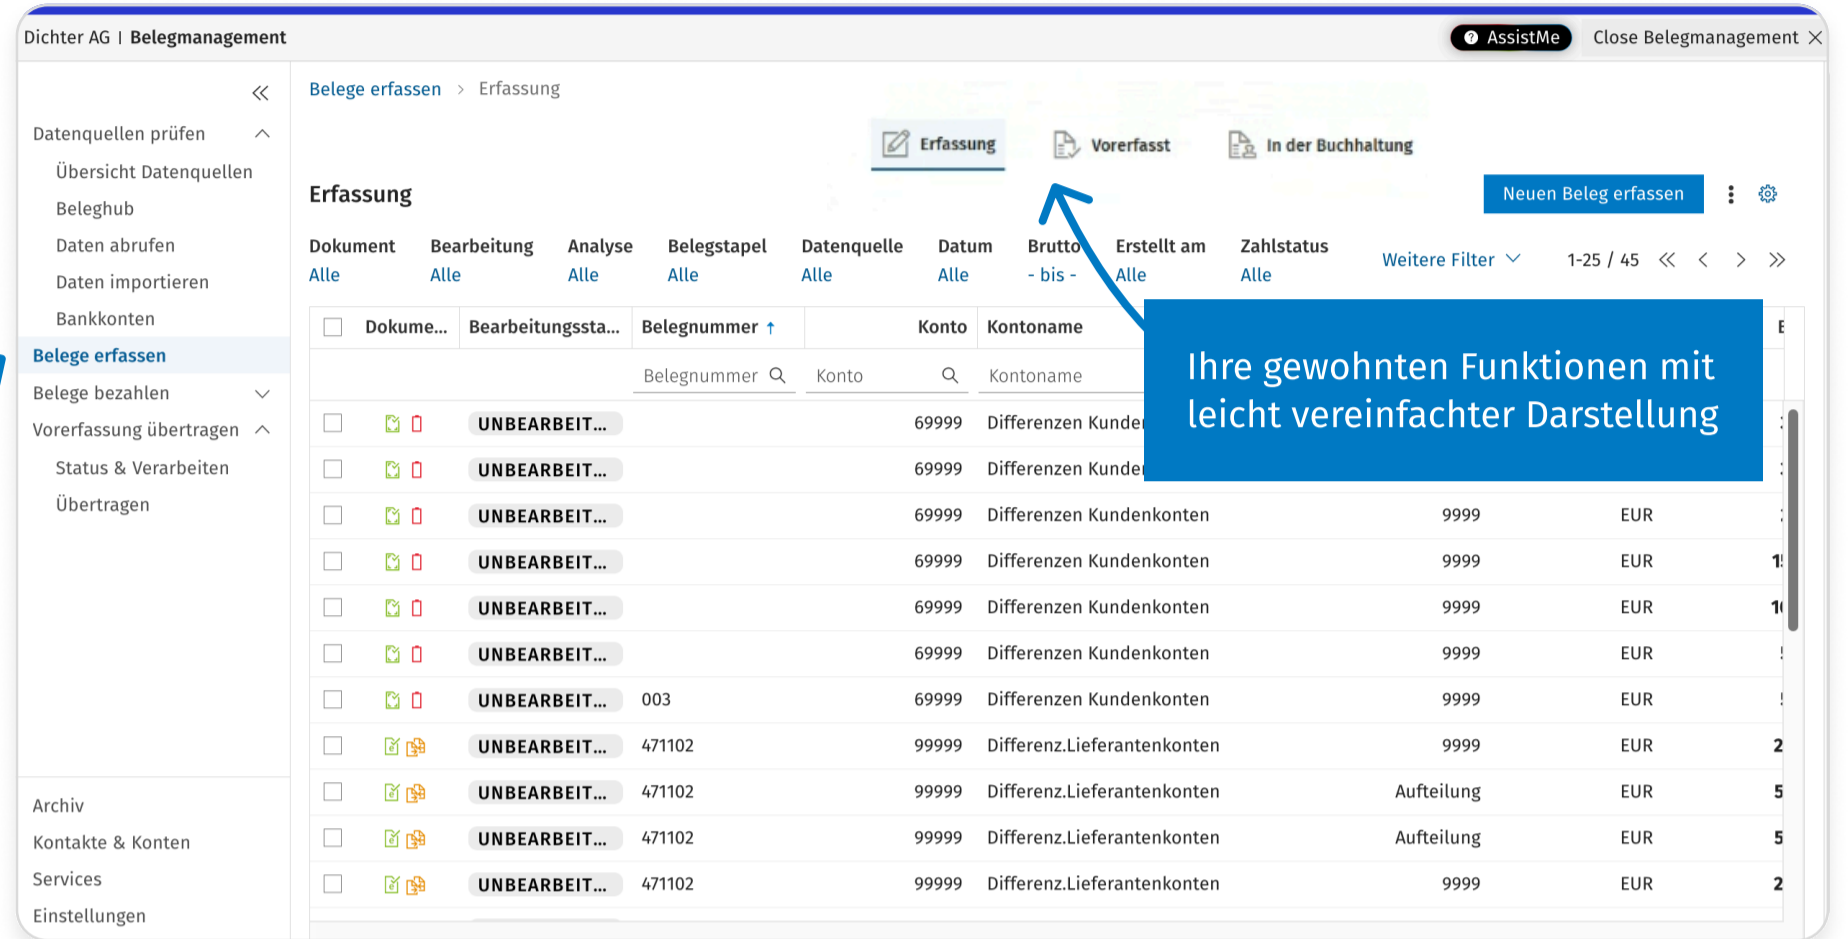 Dichter AG | Belegmanagement
AssistMe
Close Belegmanagement
Belege erfassen > Erfassung
Datenquellen prüfen
Übersicht Datenquellen
Beleghub
Daten abrufen
Daten importieren
Bankkonten
Belege erfassen
Belege bezahlen
Vorerfassung übertragen
Status & Verarbeiten
Übertragen
Archiv
Kontakte & Konten
Services
Einstellungen
Erfassung Vorerfasst In der Buchhaltung
Erfassung
Neuen Beleg erfassen
Dokument Bearbeitung Analyse Belegstapel Datenquelle Datum Brutto Erstellt am Zahlstatus
Alle Alle Alle Alle Alle Alle - bis - Alle Alle
Weitere Filter 1-25 / 45
Dokume... Bearbeitungssta... Belegnummer ↑ Konto Kontoname
Belegnummer Konto Kontoname
Ihre gewohnten Funktionen mit
leicht vereinfachter Darstellung
UNBEARBEIT... 69999 Differenzen
UNBEARBEIT... 69999 Differenzen
UNBEARBEIT... 69999 Differenzen Kundenkonten 9999 EUR
UNBEARBEIT... 69999 Differenzen Kundenkonten 9999 EUR
UNBEARBEIT... 69999 Differenzen Kundenkonten 9999 EUR
UNBEARBEIT... 69999 Differenzen Kundenkonten 9999 EUR
UNBEARBEIT... 003 69999 Differenzen Kundenkonten 9999 EUR
UNBEARBEIT... 471102 99999 Differenz.Lieferantenkonten 9999 EUR 2
UNBEARBEIT... 471102 99999 Differenz.Lieferantenkonten Aufteilung EUR 5
UNBEARBEIT... 471102 99999 Differenz.Lieferantenkonten Aufteilung EUR 5
UNBEARBEIT... 471102 99999 Differenz.Lieferantenkonten 9999 EUR 2